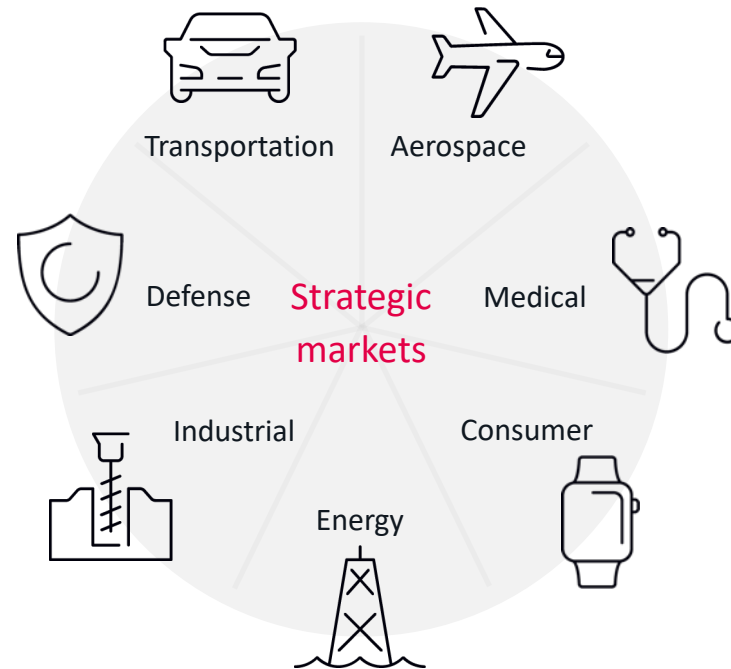 Transportation
Aerospace
Defense
Strategic
markets
Medical
Industrial
Consumer
Energy